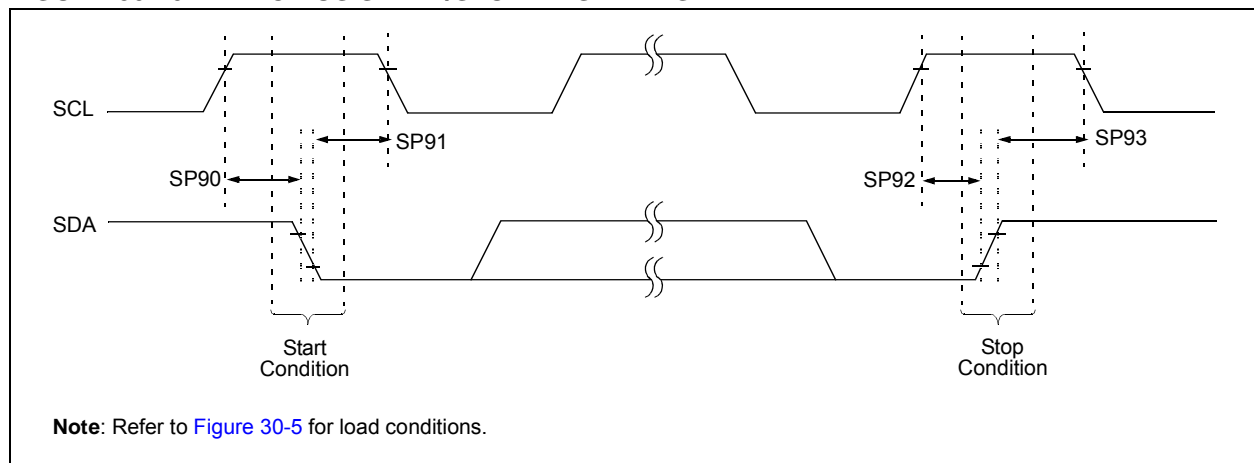 SCL
SP91
SP93
SP90
SP92
SDA
Start
Condition
Stop
Condition
Note: Refer to Figure 30-5 for load conditions.